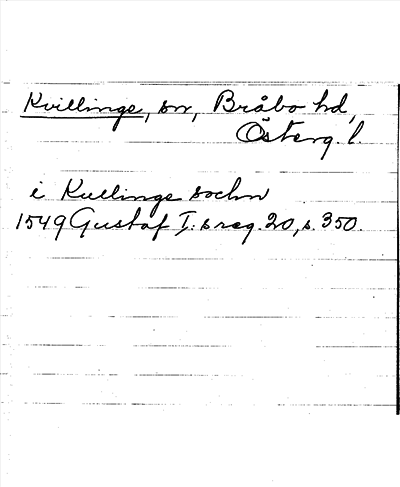 Kvillinge, sn, Bråbo hd,
Österg. l.
i Kullinge sochn
1549 Gustaf I:s reg. 20, s. 350.